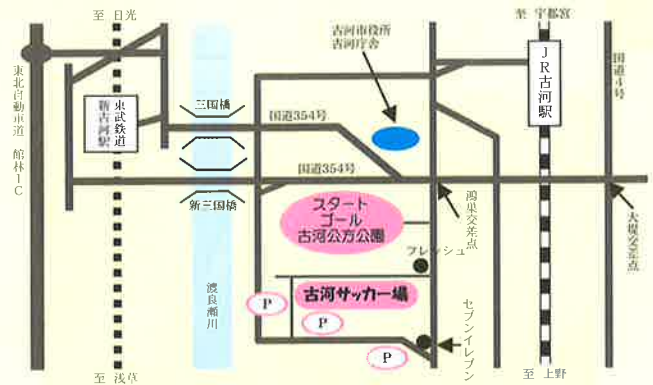 至 日光
至 宇都宮
古河市役所
古河庁舎
JR古河駅
国道4号
東北自動車道 館林IC
東武鉄道
新古河駅
三国橋
国道354号
国道354号
新三国橋
スタート
ゴール
古河公方公園
鴻巣交差点
大堤交差点
フレッシュ
P
古河サッカー場
P
渡良瀬川
セブンイレブン
P
至 浅草
至 上野